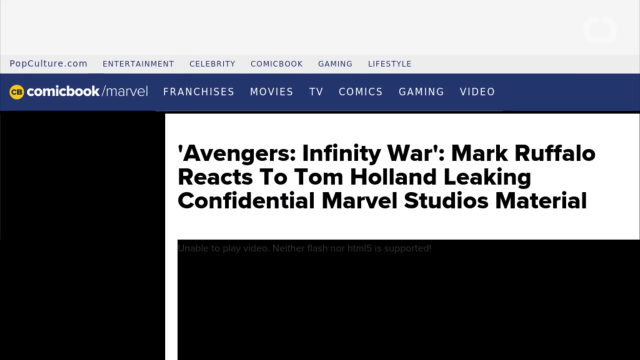 PopCulture.com ENTERTAINMENT CELEBRITY COMICBOOK GAMING LIFESTYLE
CB comicbook/marvel FRANCHISES MOVIES TV COMICS GAMING VIDEO
'Avengers: Infinity War': Mark Ruffalo
Reacts To Tom Holland Leaking
Confidential Marvel Studios Material
Unable to play video. Neither flash nor html5 is supported!